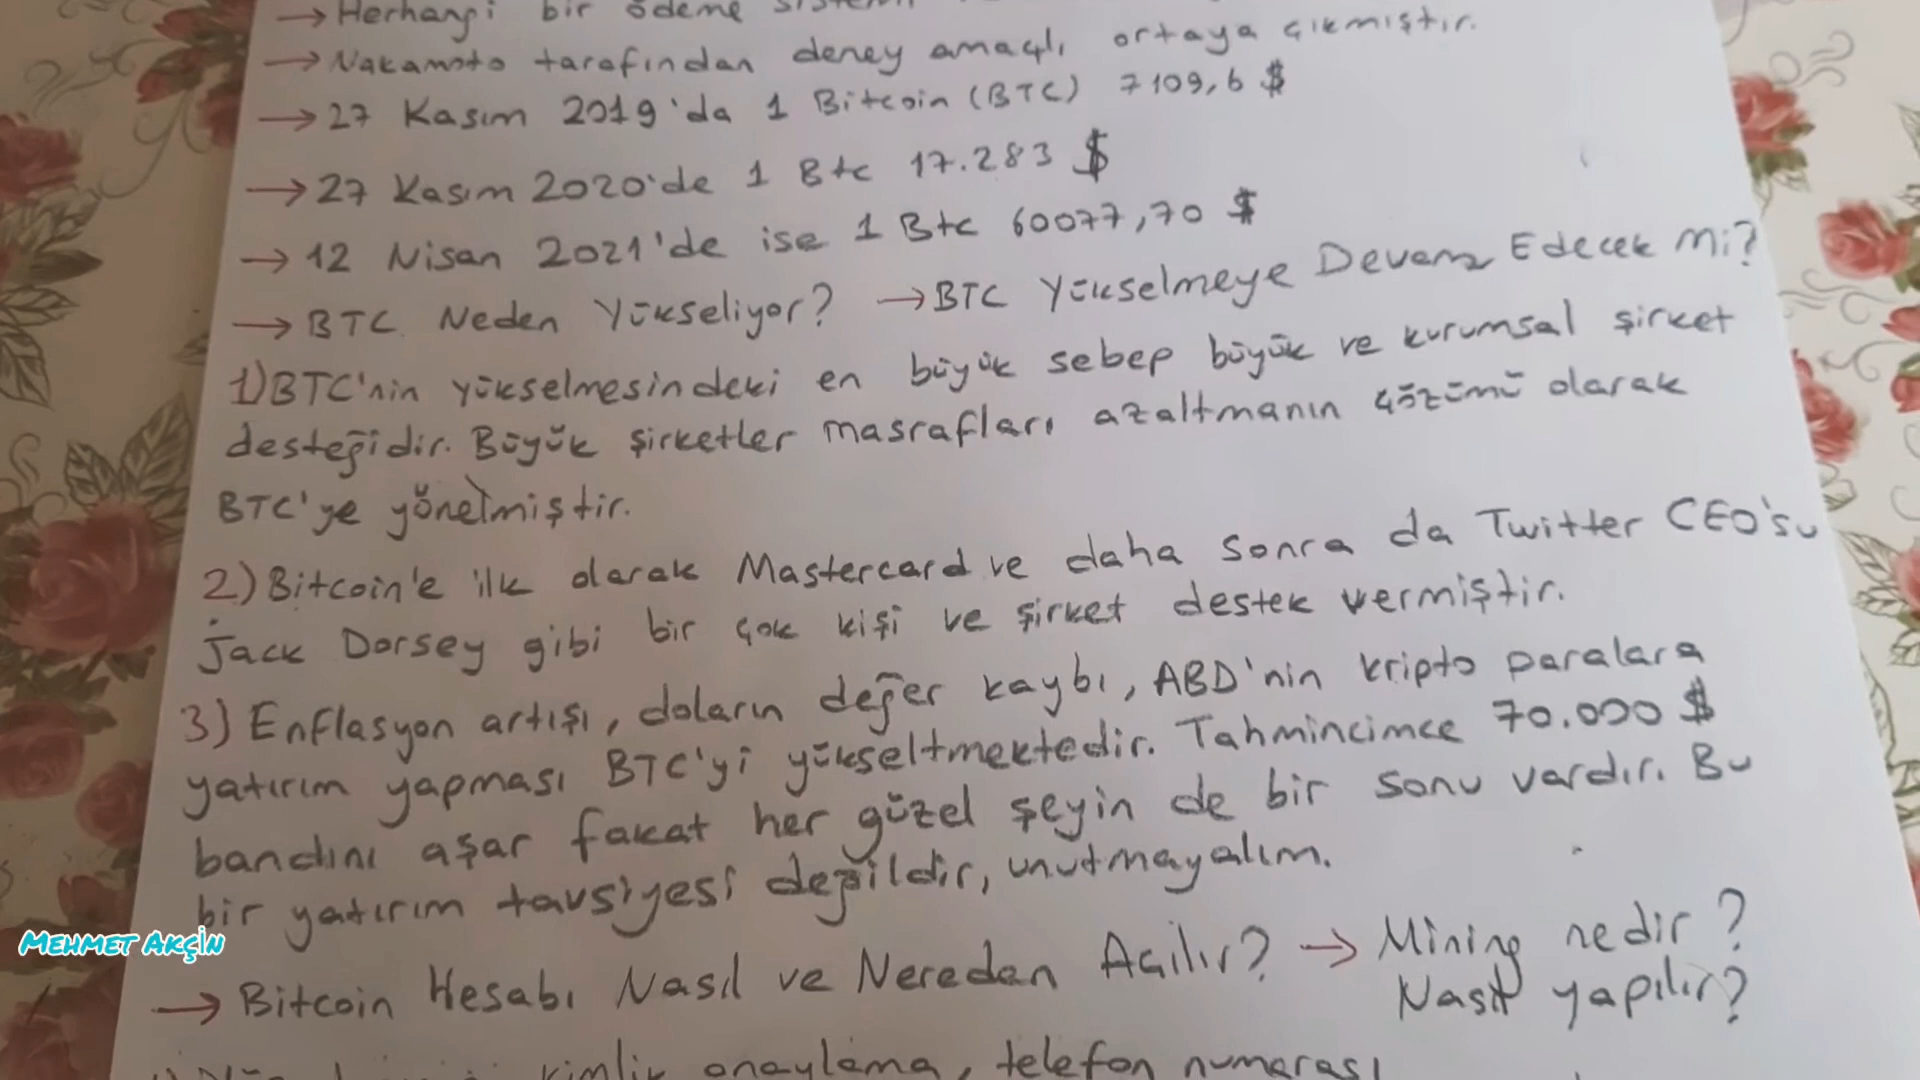 → Herhangi bir ödeme
→ Nakamoto tarafından deney amaçlı ortaya çıkmıştır.
→ 27 Kasım 2019'da 1 Bitcoin (BTC) 7109,6 $
→ 27 Kasım 2020'de 1 Btc 17.283 $
→ 12 Nisan 2021'de ise 1 Btc 60077,70 $
→ BTC Neden Yükseliyor? → BTC Yükselmeye Devam Edecek Mi?
1) BTC'nin yükselmesindeki en büyük sebep büyük ve kurumsal şirket
desteğidir. Büyük şirketler masrafları azaltmanın çözümü olarak
BTC'ye yönelmiştir.
2) Bitcoin'e ilk olarak Mastercard ve daha sonra da Twitter CEO'su
Jack Dorsey gibi bir çok kişi ve şirket destek vermiştir.
3) Enflasyon artışı, doların değer kaybı, ABD'nin kripto paralara
yatırım yapması BTC'yi yükseltmektedir. Tahmincimce 70.000 $
bandını aşar fakat her güzel şeyin de bir sonu vardır. Bu
bir yatırım tavsiyesi değildir, unutmayalım.
MEHMET AKÇİN
→ Bitcoin Hesabı Nasıl ve Nereden Açılır? → Mining nedir?
Nasıl yapılır?
kimlik onaylama, telefon numarası